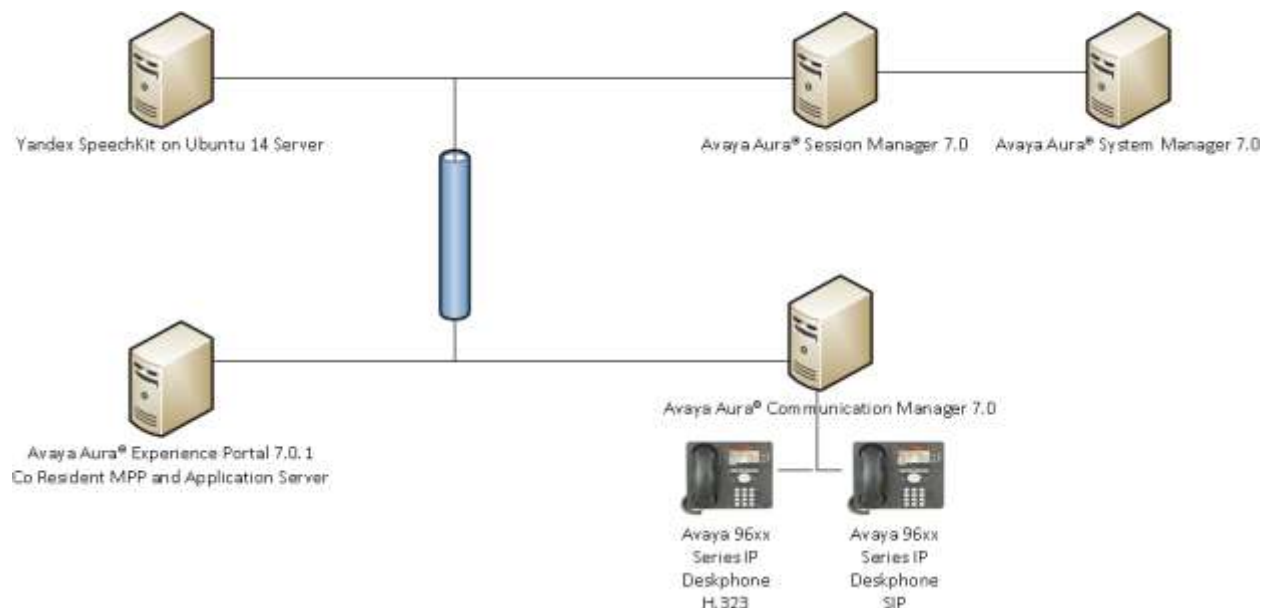 Yandex SpeechKit on Ubuntu 14 Server
Avaya Aura® Session Manager 7.0
Avaya Aura® System Manager 7.0
Avaya Aura® Communication Manager 7.0
Avaya Aura® Experience Portal 7.0.1
Co Resident MPP and Application Server
Avaya 96xx
Series IP
Deskphone
H.323
Avaya 96xx
Series IP
Deskphone
SIP